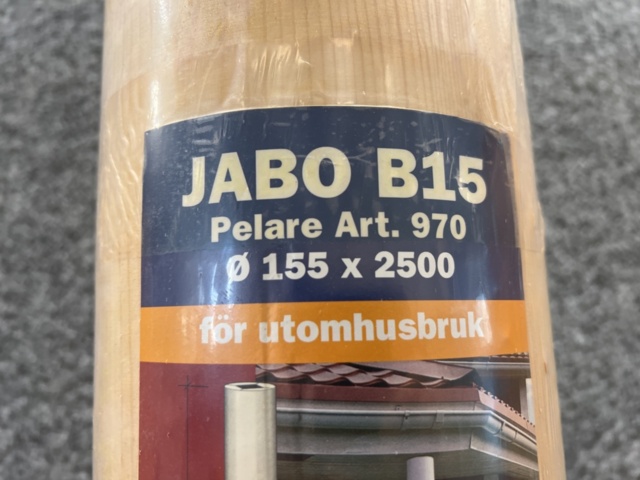 JABO B15
Pelare Art. 970
Ø 155 x 2500
för utomhusbruk